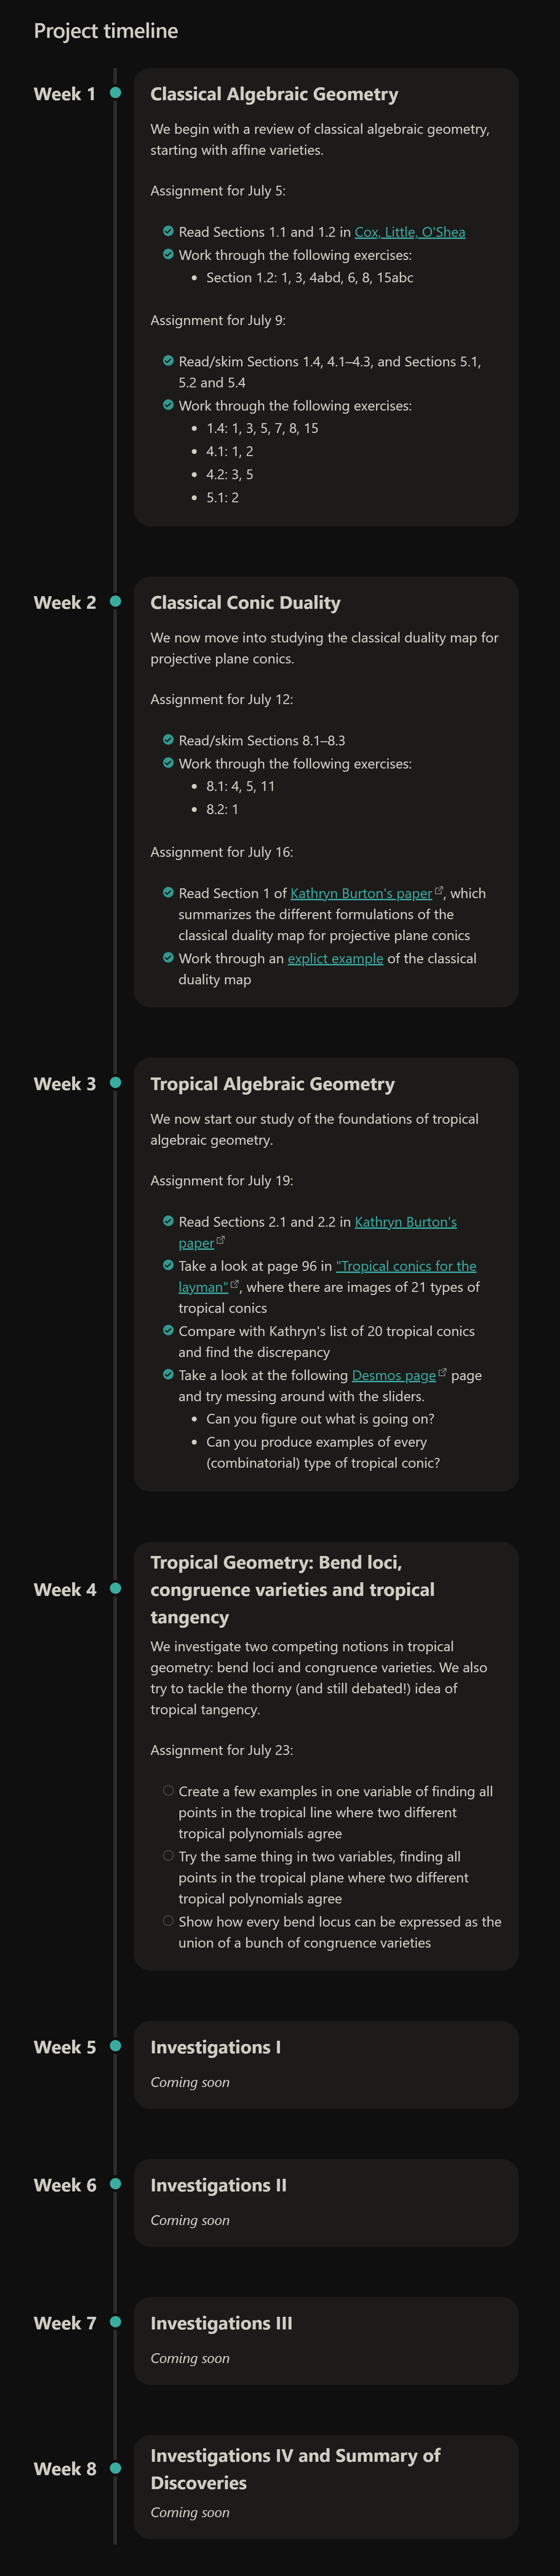 Project timeline
Week 1
Classical Algebraic Geometry
We begin with a review of classical algebraic geometry,
starting with affine varieties.
Assignment for July 5:
Read Sections 1.1 and 1.2 in Cox, Little, O'Shea
Work through the following exercises:
Section 1.2: 1, 3, 4abd, 6, 8, 15abc
Assignment for July 9:
Read/skim Sections 1.4, 4.1–4.3, and Sections 5.1,
5.2 and 5.4
Work through the following exercises:
1.4: 1, 3, 5, 7, 8, 15
4.1: 1, 2
4.2: 3, 5
5.1: 2
Week 2
Classical Conic Duality
We now move into studying the classical duality map for
projective plane conics.
Assignment for July 12:
Read/skim Sections 8.1–8.3
Work through the following exercises:
8.1: 4, 5, 11
8.2: 1
Assignment for July 16:
Read Section 1 of Kathryn Burton's paper, which
summarizes the different formulations of the
classical duality map for projective plane conics
Work through an explict example of the classical
duality map
Week 3
Tropical Algebraic Geometry
We now start our study of the foundations of tropical
algebraic geometry.
Assignment for July 19:
Read Sections 2.1 and 2.2 in Kathryn Burton's
paper
Take a look at page 96 in "Tropical conics for the
layman", where there are images of 21 types of
tropical conics
Compare with Kathryn's list of 20 tropical conics
and find the discrepancy
Take a look at the following Desmos page page
and try messing around with the sliders.
Can you figure out what is going on?
Can you produce examples of every
(combinatorial) type of tropical conic?
Week 4
Tropical Geometry: Bend loci,
congruence varieties and tropical
tangency
We investigate two competing notions in tropical
geometry: bend loci and congruence varieties. We also
try to tackle the thorny (and still debated!) idea of
tropical tangency.
Assignment for July 23:
Create a few examples in one variable of finding all
points in the tropical line where two different
tropical polynomials agree
Try the same thing in two variables, finding all
points in the tropical plane where two different
tropical polynomials agree
Show how every bend locus can be expressed as the
union of a bunch of congruence varieties
Week 5
Investigations I
Coming soon
Week 6
Investigations II
Coming soon
Week 7
Investigations III
Coming soon
Week 8
Investigations IV and Summary of
Discoveries
Coming soon